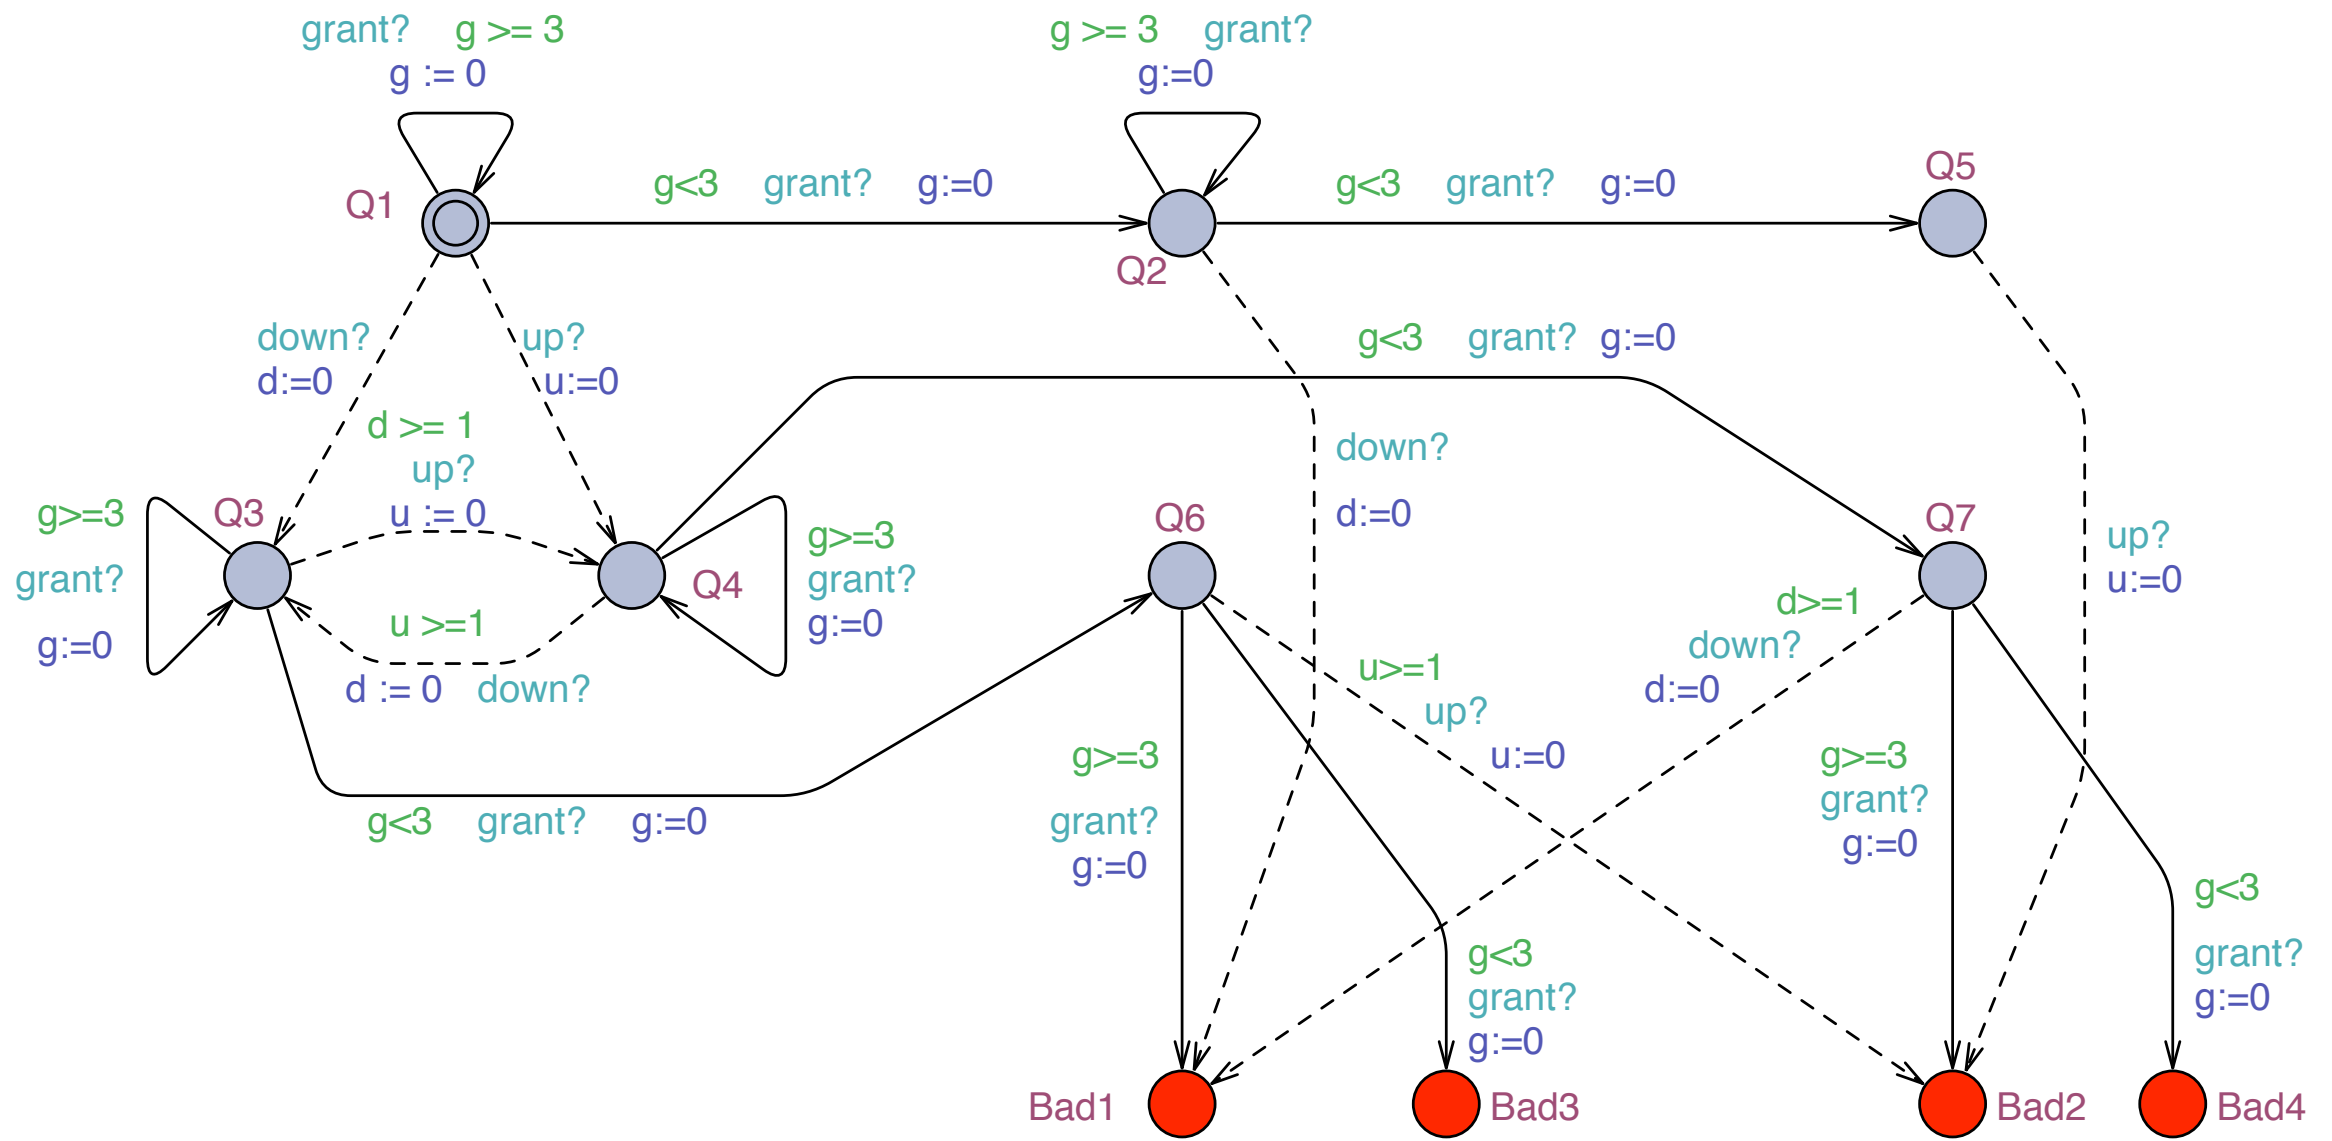 grant? g >= 3
g := 0
g >= 3 grant?
g:=0
Q1
g<3 grant? g:=0
Q2
g<3 grant? g:=0
Q5
down?
d:=0
up?
u:=0
g<3 grant? g:=0
d >= 1
up?
u := 0
down?
d:=0
Q3
g>=3
grant?
g:=0
Q4
g>=3
grant?
g:=0
Q6
Q7
up?
u:=0
u >=1
d := 0 down?
u>=1
up?
u:=0
d>=1
down?
d:=0
g<3 grant? g:=0
g>=3
grant?
g:=0
g>=3
grant?
g:=0
g<3
grant?
g:=0
g<3
grant?
g:=0
Bad1
Bad3
Bad2
Bad4